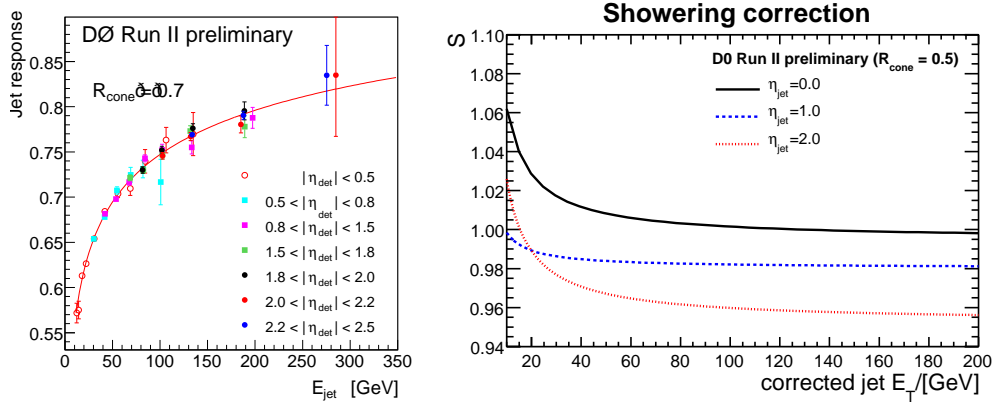 Jet response
DØ Run II preliminary
R_cone ðð0.7
0.85
0.8
0.75
0.7
0.65
0.6
0.55
|η_det| < 0.5
0.5 < |η_det| < 0.8
0.8 < |η_det| < 1.5
1.5 < |η_det| < 1.8
1.8 < |η_det| < 2.0
2.0 < |η_det| < 2.2
2.2 < |η_det| < 2.5
0 50 100 150 200 250 300 350
E_jet [GeV]
Showering correction
S
1.10
1.08
1.06
1.04
1.02
1.00
0.98
0.96
0.94
D0 Run II preliminary (R_cone = 0.5)
η_jet=0.0
η_jet=1.0
η_jet=2.0
20 40 60 80 100 120 140 160 180 200
corrected jet E_T/[GeV]